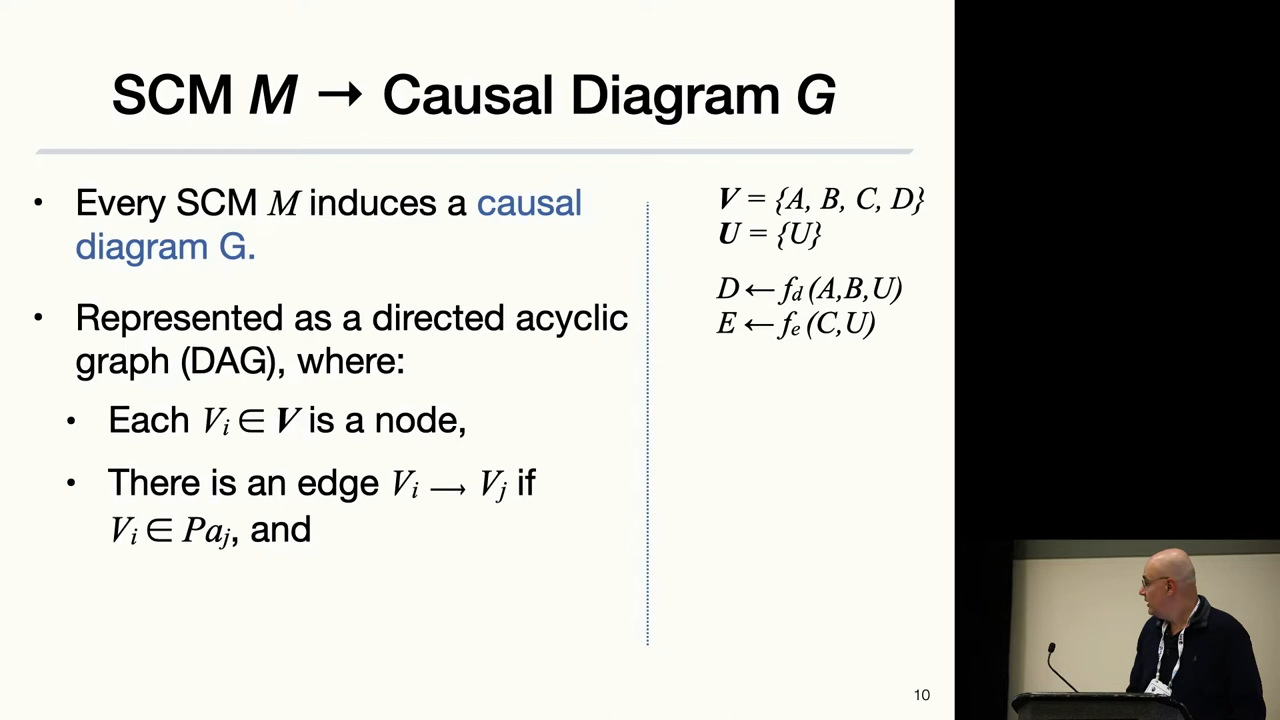 SCM M → Causal Diagram G
• Every SCM M induces a causal
diagram G.
• Represented as a directed acyclic
graph (DAG), where:
• Each Vᵢ ∈ V is a node,
• There is an edge Vᵢ ⟶ Vⱼ if
Vᵢ ∈ Paⱼ, and
V = {A, B, C, D}
U = {U}
D ← f_d (A,B,U)
E ← fₑ (C,U)
10